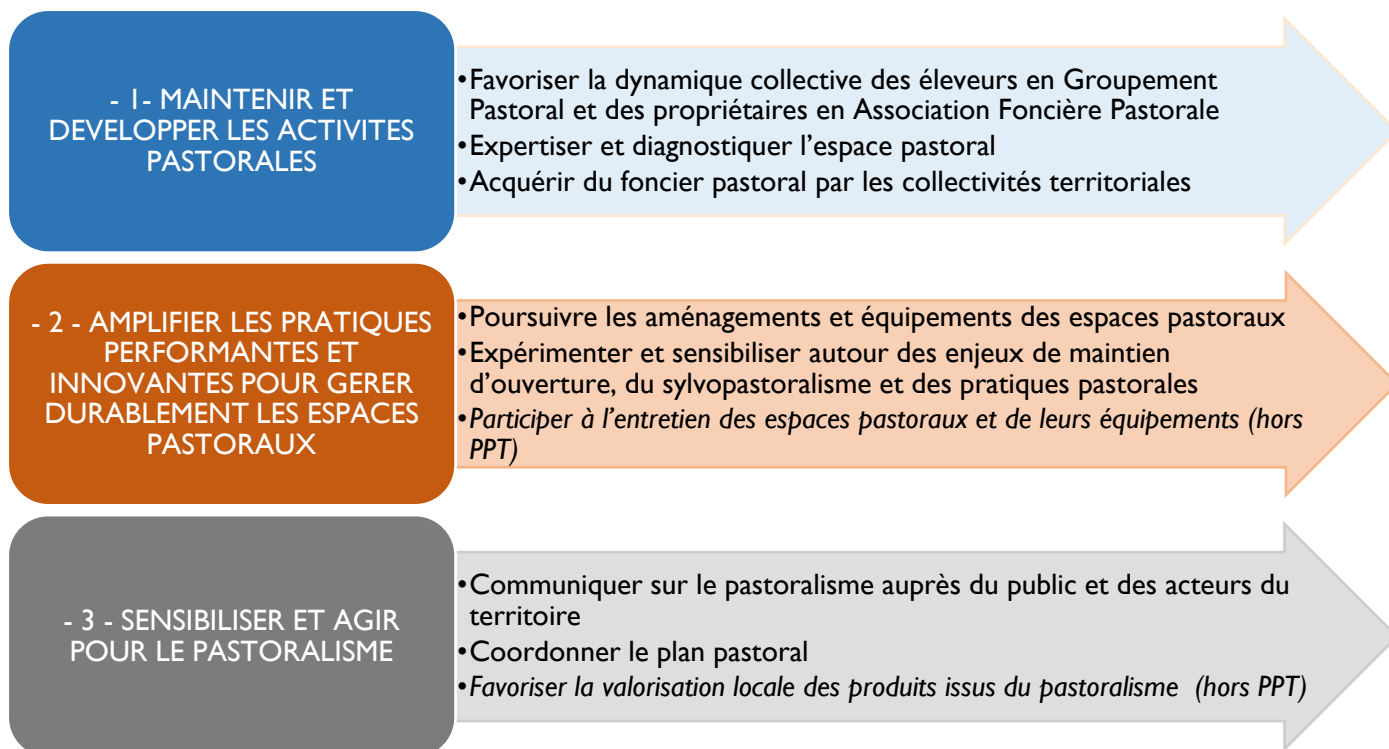 - 1- MAINTENIR ET
DEVELOPPER LES ACTIVITES
PASTORALES
•Favoriser la dynamique collective des éleveurs en Groupement
Pastoral et des propriétaires en Association Foncière Pastorale
•Expertiser et diagnostiquer l’espace pastoral
•Acquérir du foncier pastoral par les collectivités territoriales
- 2 - AMPLIFIER LES PRATIQUES
PERFORMANTES ET
INNOVANTES POUR GERER
DURABLEMENT LES ESPACES
PASTORAUX
•Poursuivre les aménagements et équipements des espaces pastoraux
•Expérimenter et sensibiliser autour des enjeux de maintien
d’ouverture, du sylvopastoralisme et des pratiques pastorales
•Participer à l’entretien des espaces pastoraux et de leurs équipements (hors
PPT)
- 3 - SENSIBILISER ET AGIR
POUR LE PASTORALISME
•Communiquer sur le pastoralisme auprès du public et des acteurs du
territoire
•Coordonner le plan pastoral
•Favoriser la valorisation locale des produits issus du pastoralisme (hors PPT)